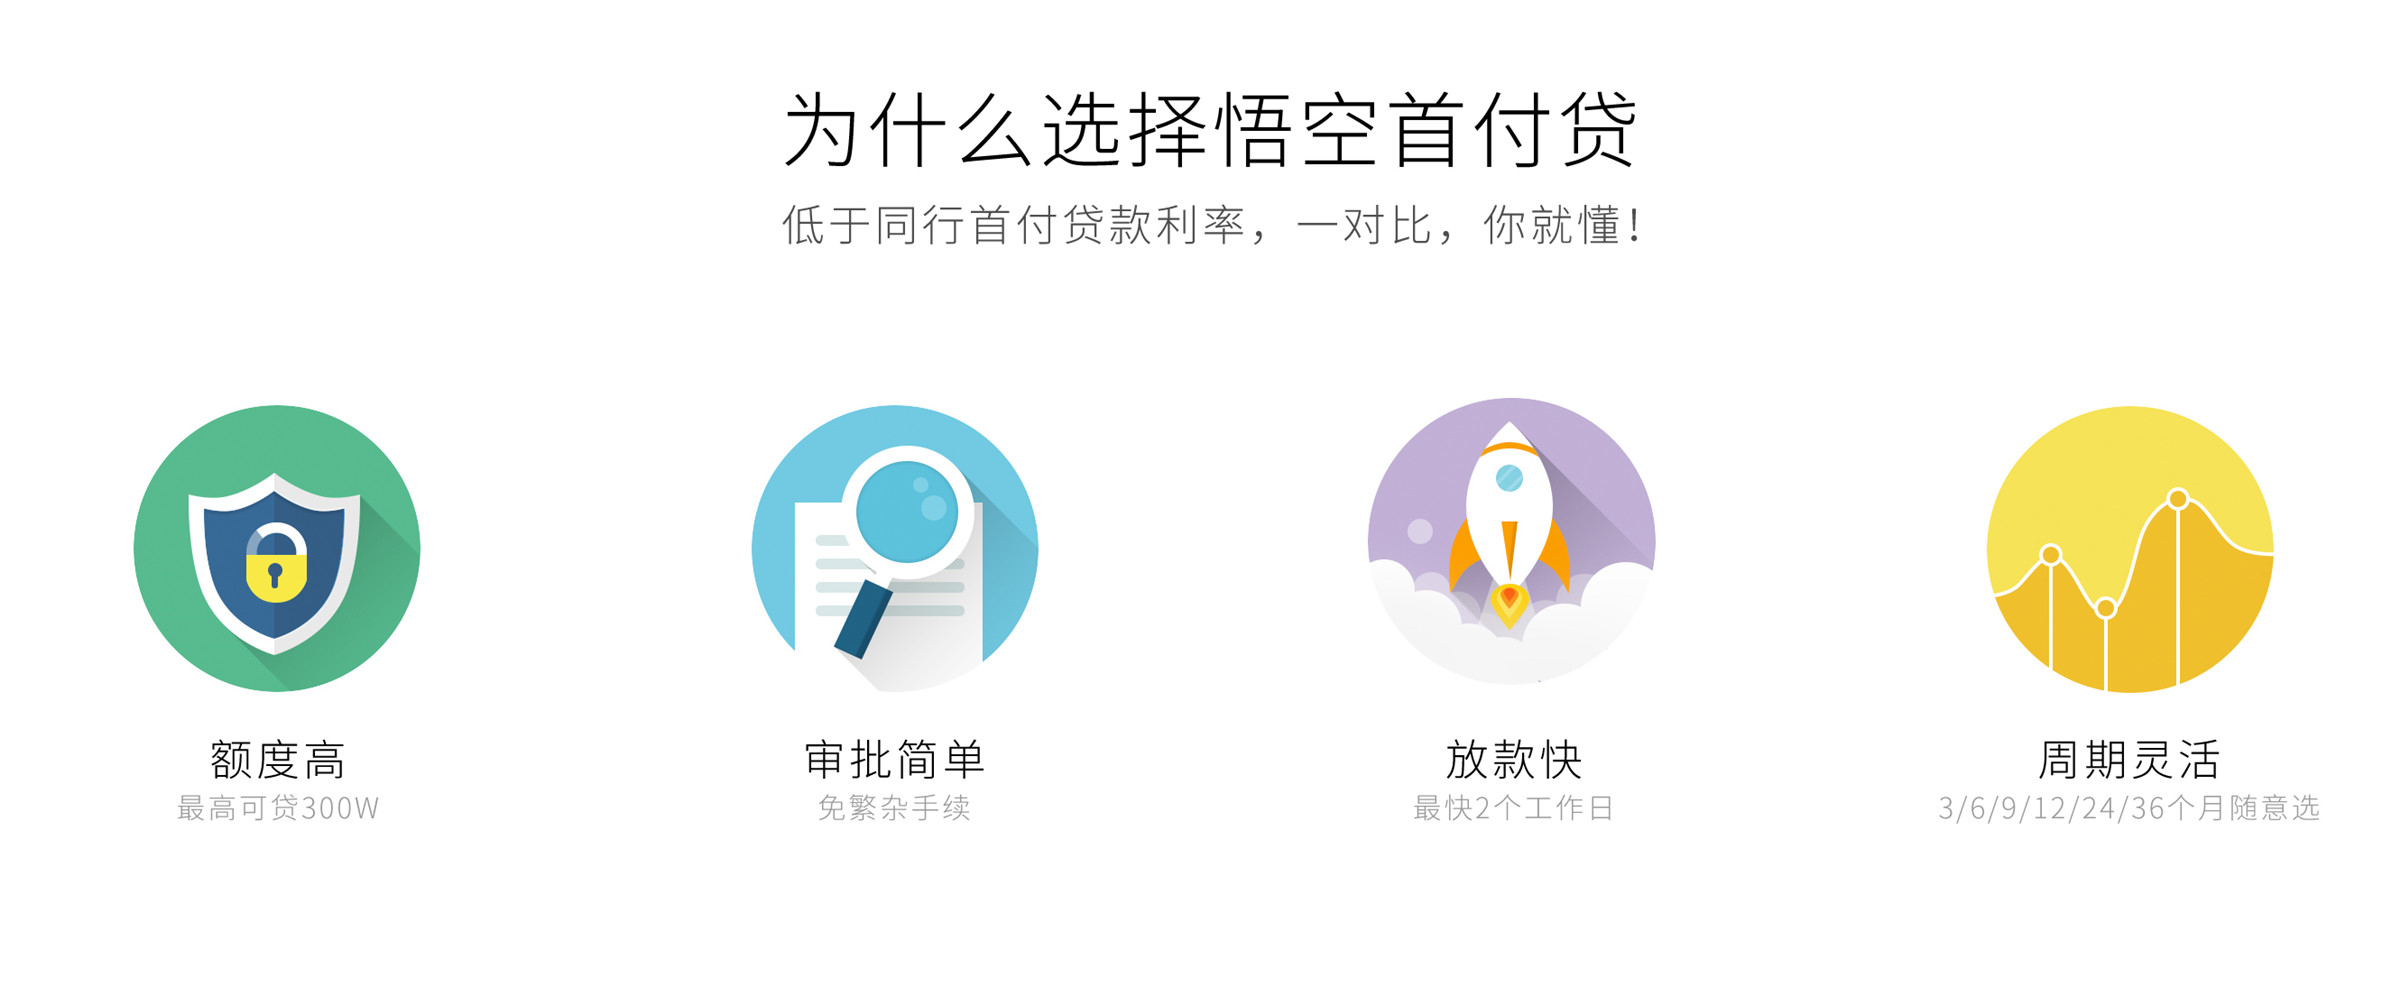 为什么选择悟空首付贷
低于同行首付贷款利率，一对比，你就懂！
额度高
最高可贷300W
审批简单
免繁杂手续
放款快
最快2个工作日
周期灵活
3/6/9/12/24/36个月随意选